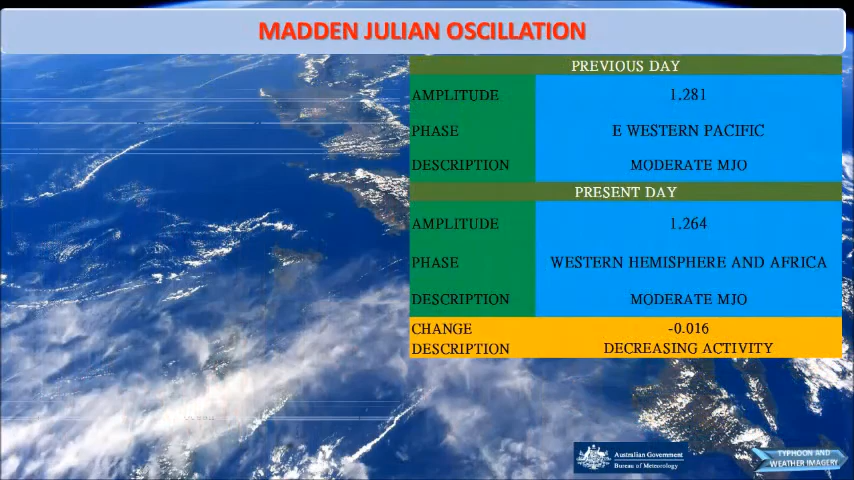 MADDEN JULIAN OSCILLATION
PREVIOUS DAY
AMPLITUDE 1.281
PHASE E WESTERN PACIFIC
DESCRIPTION MODERATE MJO
PRESENT DAY
AMPLITUDE 1.264
PHASE WESTERN HEMISPHERE AND AFRICA
DESCRIPTION MODERATE MJO
CHANGE -0.016
DESCRIPTION DECREASING ACTIVITY
Australian Government
Bureau of Meteorology
TYPHOON AND
WEATHER IMAGERY